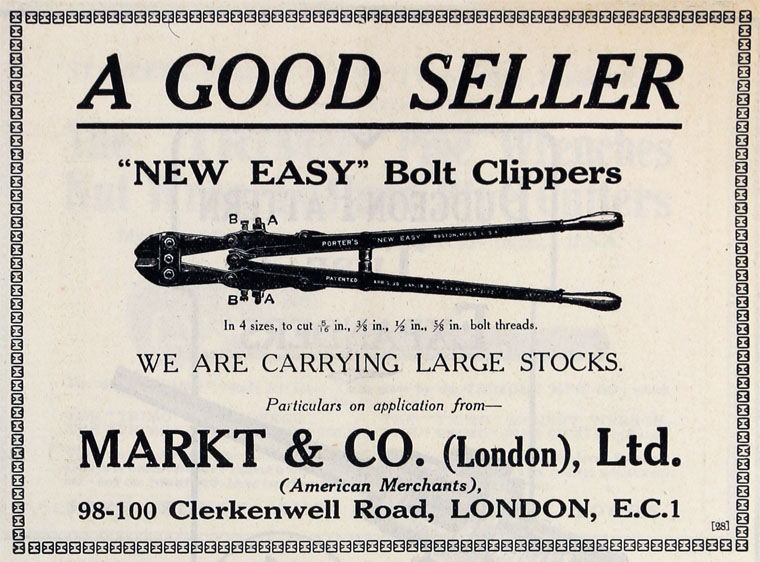 A GOOD SELLER
“NEW EASY” Bolt Clippers
B A
PORTER'S "NEW EASY" BOSTON, MASS. U.S.A
PATENTED
B A
In 4 sizes, to cut 5/16 in., 3/8 in., 1/2 in., 5/8 in. bolt threads.
WE ARE CARRYING LARGE STOCKS.
Particulars on application from—
MARKT & CO. (London), Ltd.
(American Merchants),
98-100 Clerkenwell Road, LONDON, E.C.1
[28]